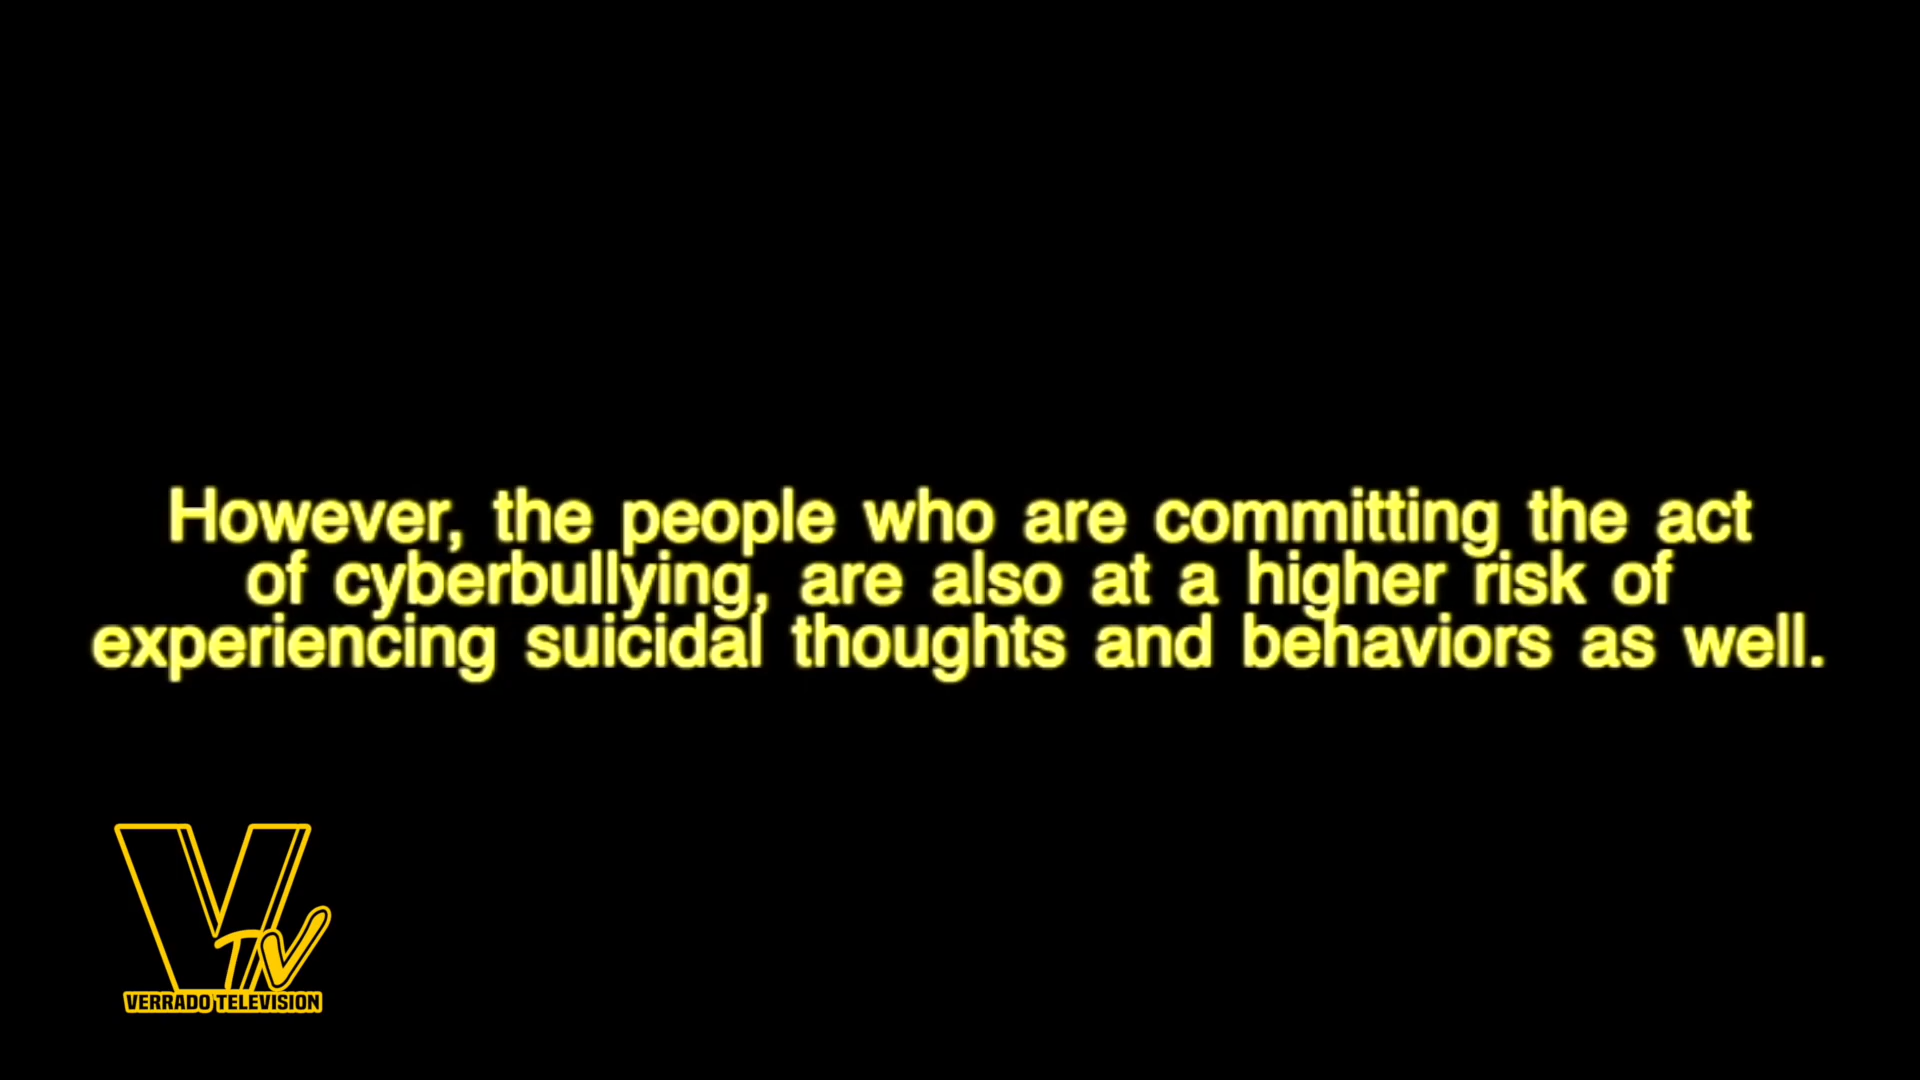 However, the people who are committing the act
of cyberbullying, are also at a higher risk of
experiencing suicidal thoughts and behaviors as well.
VTV
VERRADO TELEVISION